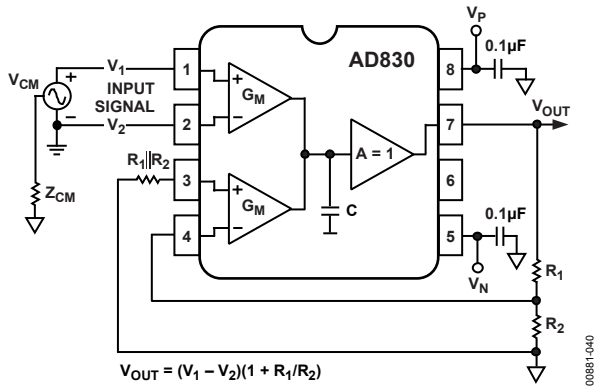 V_P
0.1µF
AD830
V_CM
+
−
V_1
INPUT
SIGNAL
V_2
1
+
−
G_M
8
2
A = 1
7
V_OUT
R_1||R_2
3
+
−
G_M
6
Z_CM
4
C
5
0.1µF
V_N
R_1
R_2
V_OUT = (V_1 – V_2)(1 + R_1/R_2)
00881-040